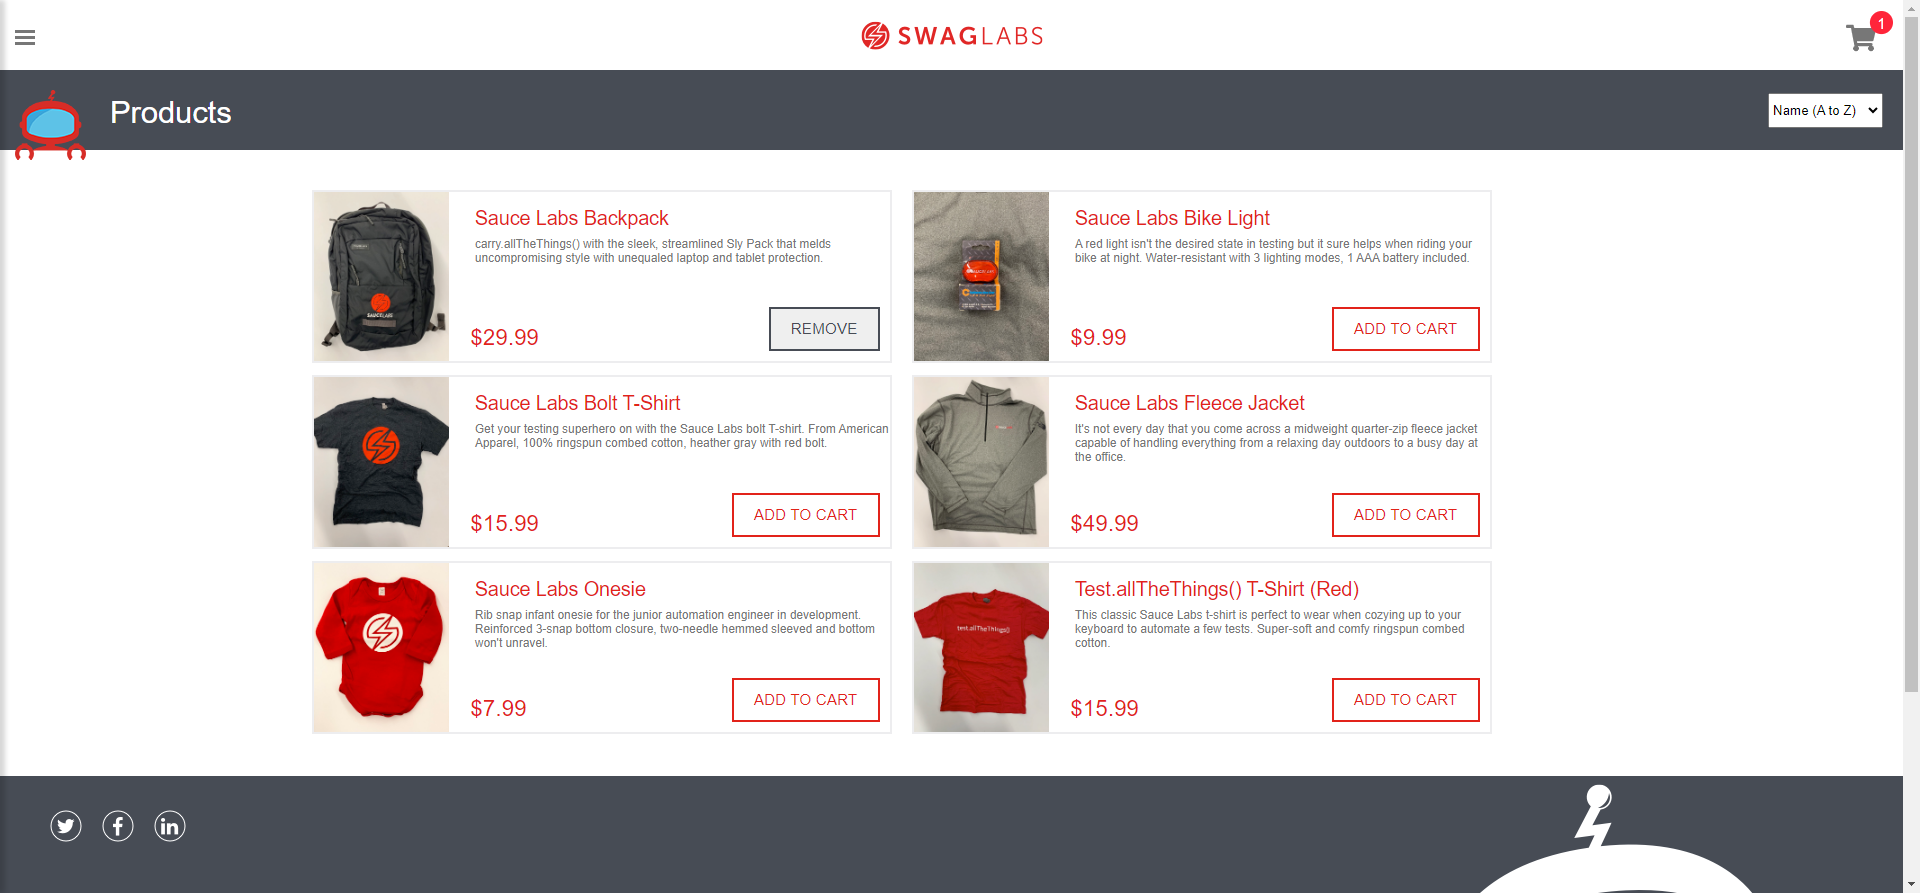 SWAGLABS
1
Products
Name (A to Z)
Sauce Labs Backpack
carry.allTheThings() with the sleek, streamlined Sly Pack that melds
uncompromising style with unequaled laptop and tablet protection.
$29.99
REMOVE
SAUCELABS
Sauce Labs Bike Light
A red light isn't the desired state in testing but it sure helps when riding your
bike at night. Water-resistant with 3 lighting modes, 1 AAA battery included.
$9.99
ADD TO CART
Sauce Labs Bolt T-Shirt
Get your testing superhero on with the Sauce Labs bolt T-shirt. From American
Apparel, 100% ringspun combed cotton, heather gray with red bolt.
$15.99
ADD TO CART
Sauce Labs Fleece Jacket
It's not every day that you come across a midweight quarter-zip fleece jacket
capable of handling everything from a relaxing day outdoors to a busy day at
the office.
$49.99
ADD TO CART
Sauce Labs Onesie
Rib snap infant onesie for the junior automation engineer in development.
Reinforced 3-snap bottom closure, two-needle hemmed sleeved and bottom
won't unravel.
$7.99
ADD TO CART
test.allTheThings()
Test.allTheThings() T-Shirt (Red)
This classic Sauce Labs t-shirt is perfect to wear when cozying up to your
keyboard to automate a few tests. Super-soft and comfy ringspun combed
cotton.
$15.99
ADD TO CART